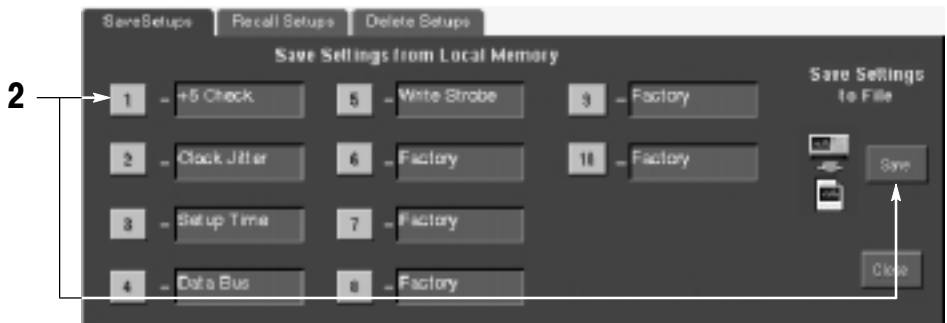 SaveSetups Recall Setups Delete Setups
Save Settings from Local Memory
Save Settings
to File
2
1 - +5 Check
5 - Write Strobe
9 - Factory
2 - Clock Jitter
6 - Factory
10 - Factory
Save
3 - Setup Time
7 - Factory
4 - Data Bus
8 - Factory
Close